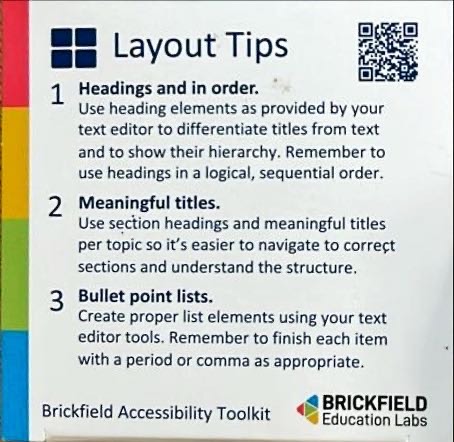 Layout Tips
1 Headings and in order.
Use heading elements as provided by your
text editor to differentiate titles from text
and to show their hierarchy. Remember to
use headings in a logical, sequential order.
2 Meaningful titles.
Use section headings and meaningful titles
per topic so it's easier to navigate to correct
sections and understand the structure.
3 Bullet point lists.
Create proper list elements using your text
editor tools. Remember to finish each item
with a period or comma as appropriate.
Brickfield Accessibility Toolkit
BRICKFIELD
Education Labs